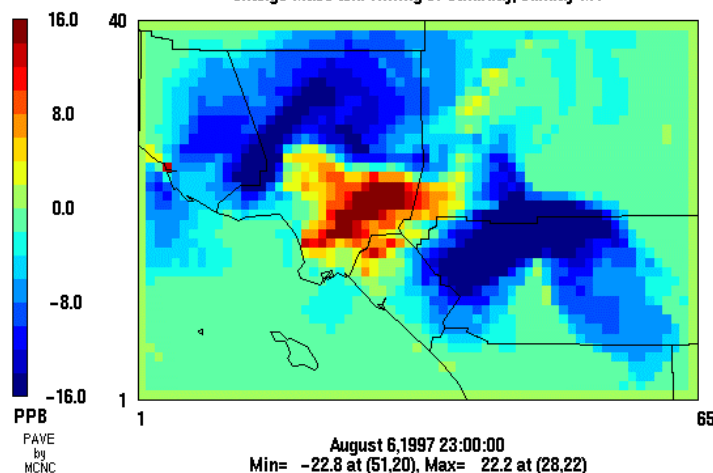 16.0
8.0
0.0
−8.0
−16.0
PPB
PAVE
by
MCNC
40
1
1
65
August 6,1997 23:00:00
Min= −22.8 at (51,20), Max= 22.2 at (28,22)